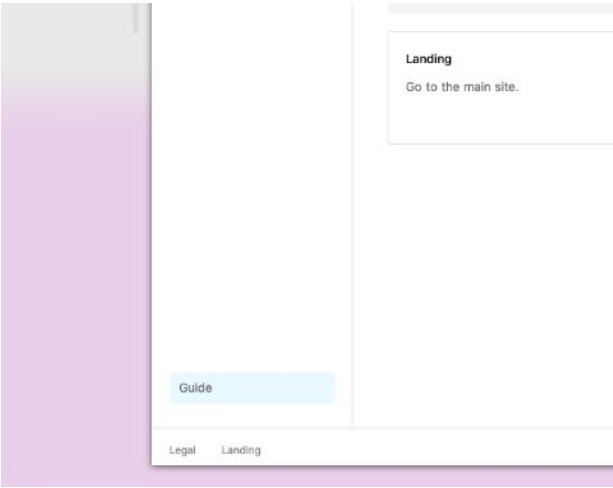 Landing
Go to the main site.
Guide
Legal Landing